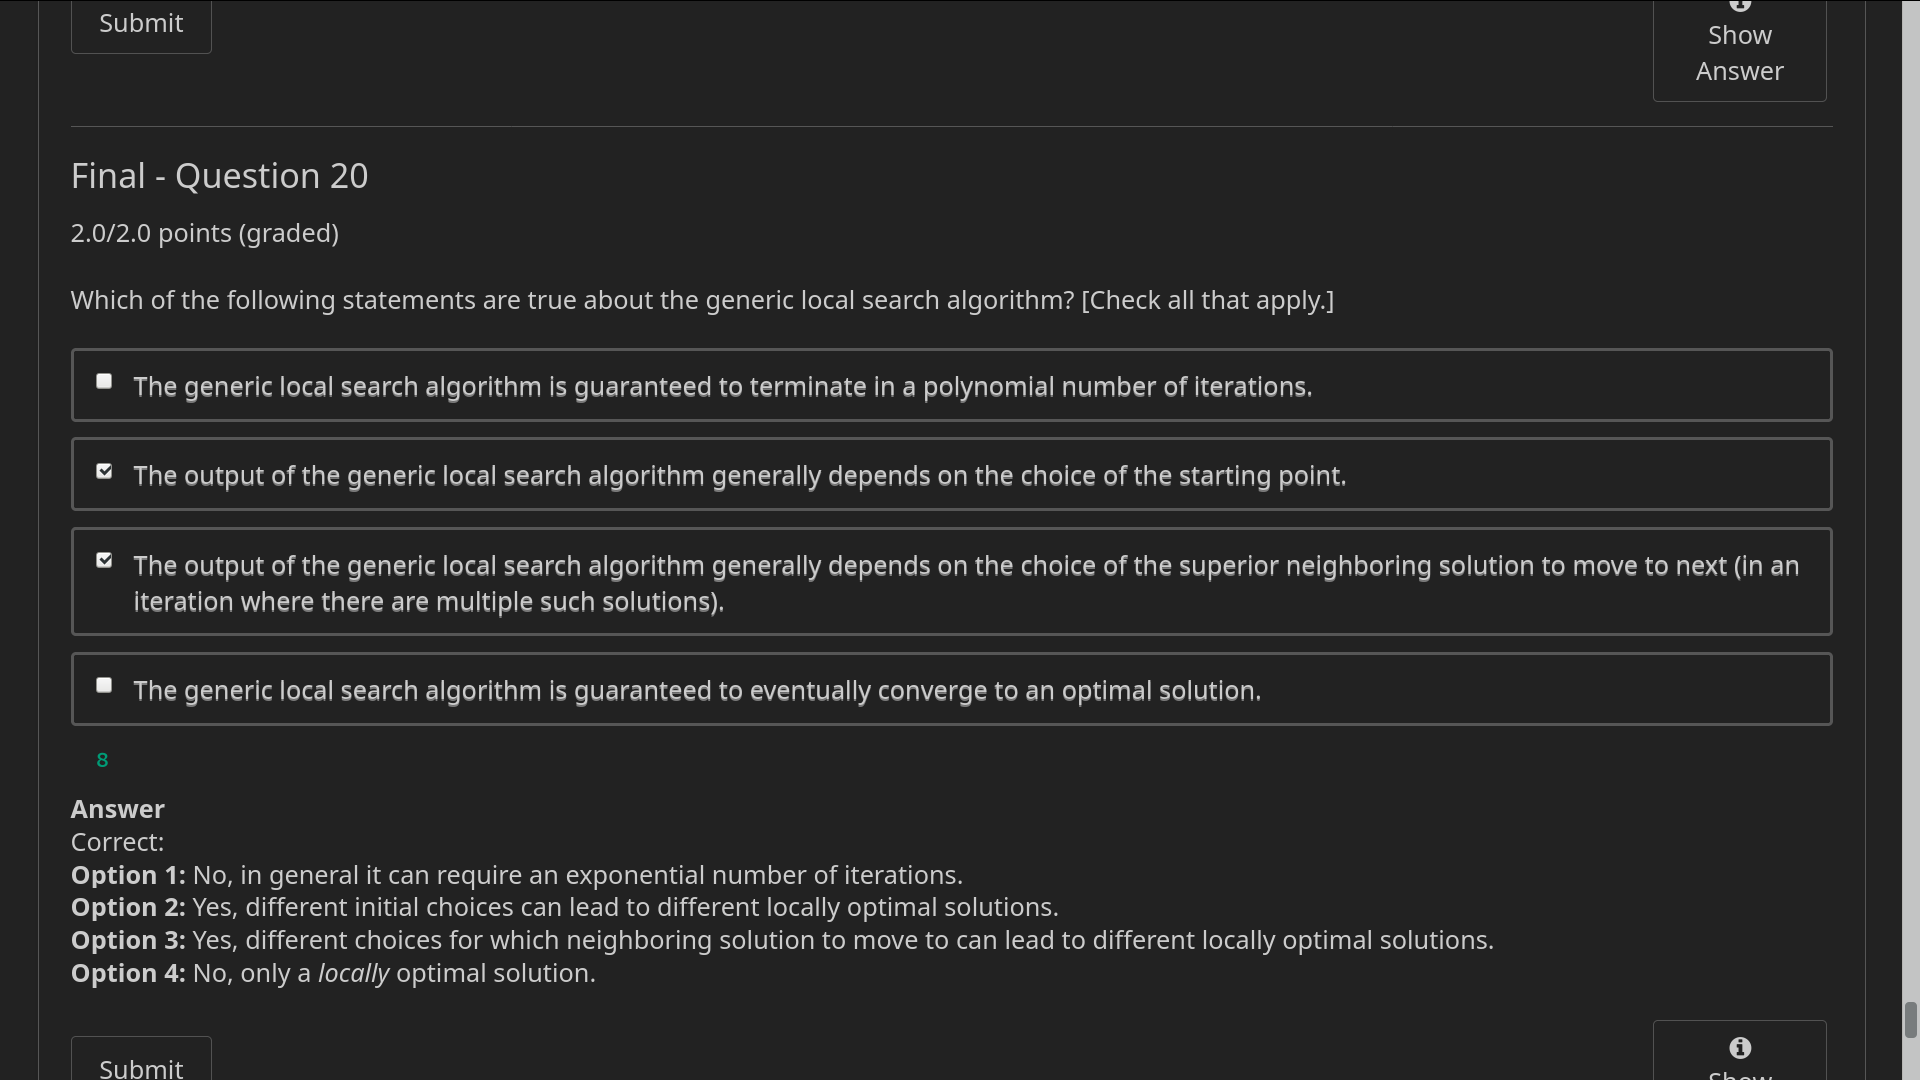 Submit
Show
Answer
Final - Question 20
2.0/2.0 points (graded)
Which of the following statements are true about the generic local search algorithm? [Check all that apply.]
The generic local search algorithm is guaranteed to terminate in a polynomial number of iterations.
The output of the generic local search algorithm generally depends on the choice of the starting point.
The output of the generic local search algorithm generally depends on the choice of the superior neighboring solution to move to next (in an
iteration where there are multiple such solutions).
The generic local search algorithm is guaranteed to eventually converge to an optimal solution.
8
Answer
Correct:
Option 1: No, in general it can require an exponential number of iterations.
Option 2: Yes, different initial choices can lead to different locally optimal solutions.
Option 3: Yes, different choices for which neighboring solution to move to can lead to different locally optimal solutions.
Option 4: No, only a locally optimal solution.
Submit
Show